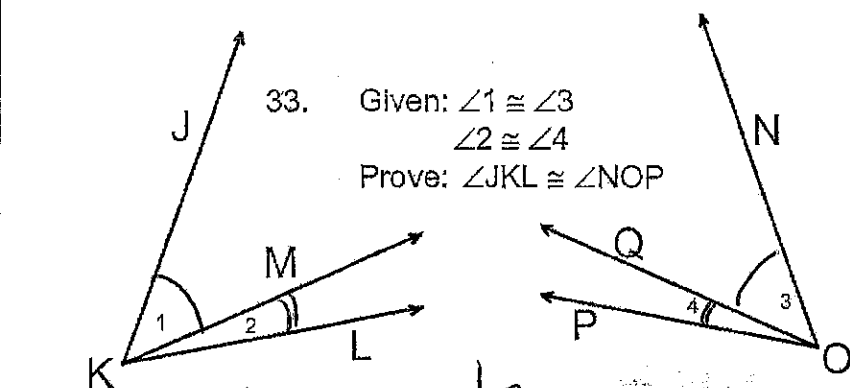 33. Given: ∠1 ≅ ∠3
∠2 ≅ ∠4
Prove: ∠JKL ≅ ∠NOP
J
N
M
Q
1
2
4
3
L
P
K
O